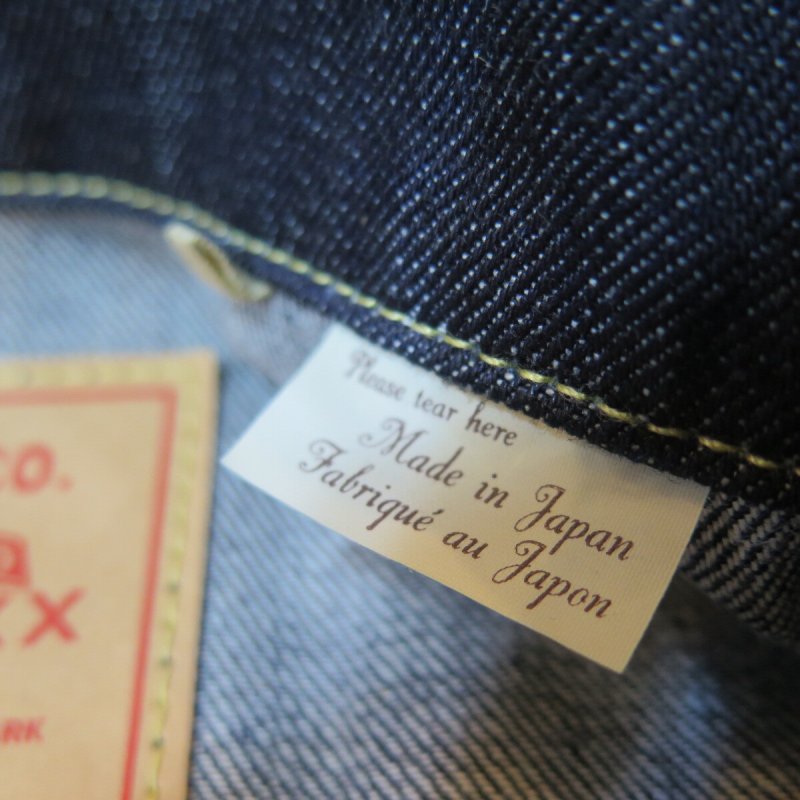 Please tear here
Made in Japan
Fabriqué au Japon
CO.
a
XX
RK